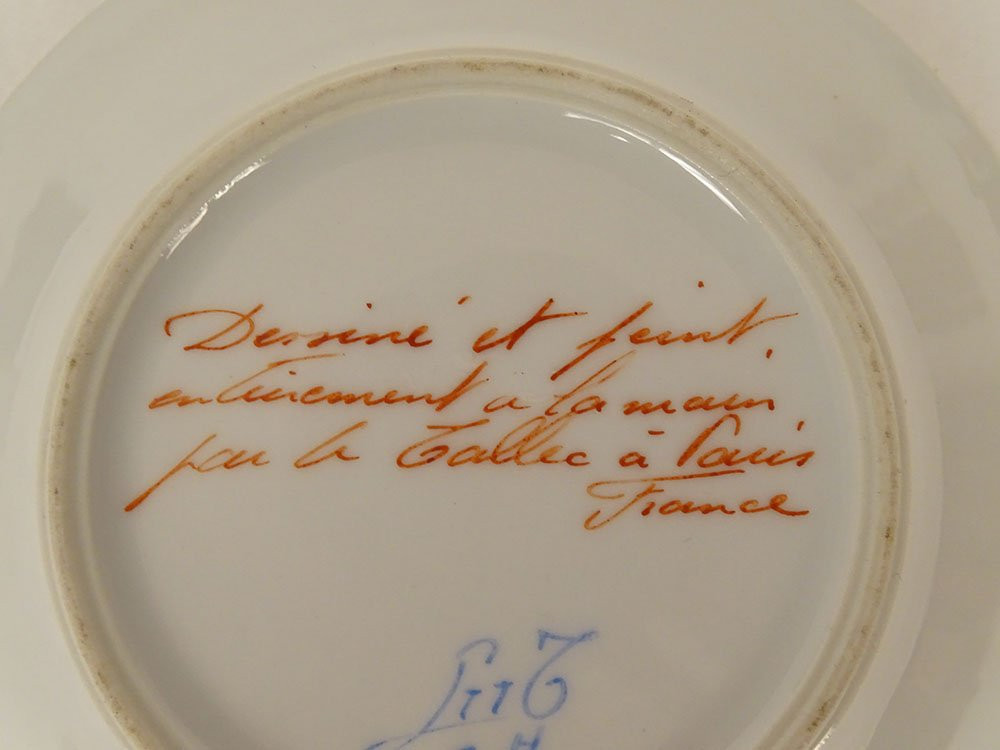 Dessiné et peint
entièrement a la main
par le Tallec à Paris
France